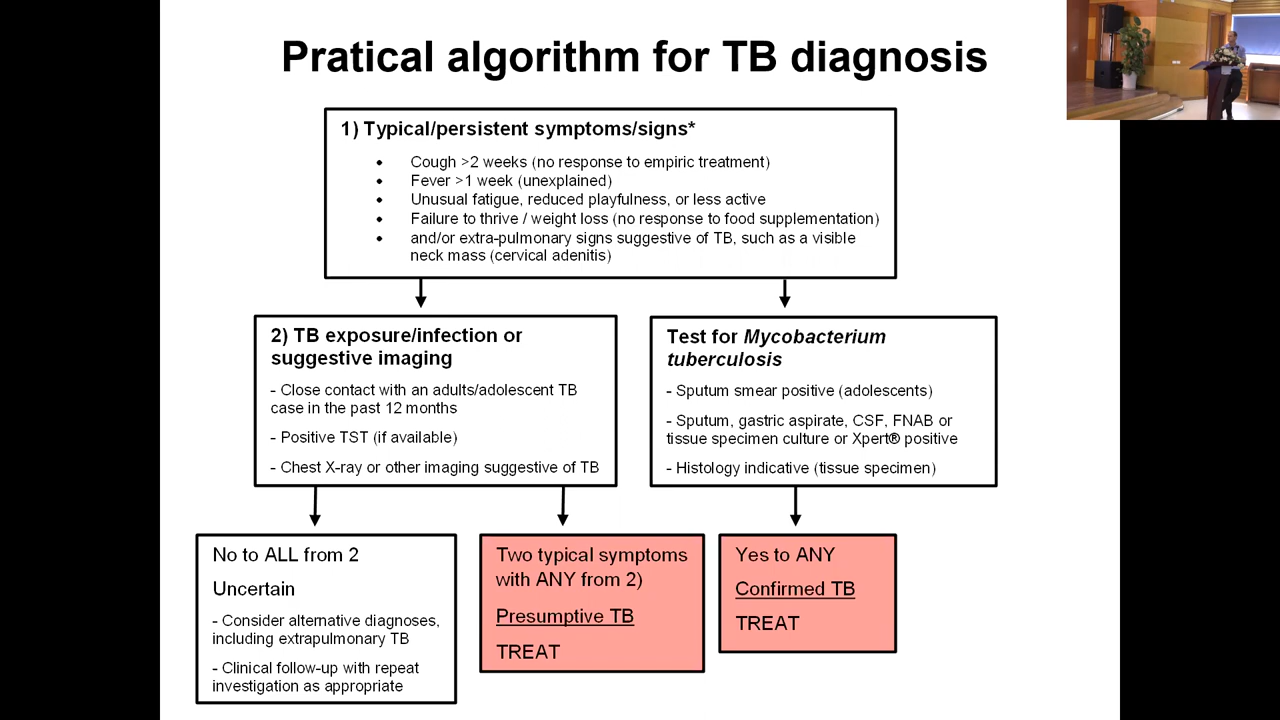 Pratical algorithm for TB diagnosis
1) Typical/persistent symptoms/signs*
• Cough >2 weeks (no response to empiric treatment)
• Fever >1 week (unexplained)
• Unusual fatigue, reduced playfulness, or less active
• Failure to thrive / weight loss (no response to food supplementation)
• and/or extra-pulmonary signs suggestive of TB, such as a visible
neck mass (cervical adenitis)
2) TB exposure/infection or
suggestive imaging
- Close contact with an adults/adolescent TB
case in the past 12 months
- Positive TST (if available)
- Chest X-ray or other imaging suggestive of TB
Test for Mycobacterium
tuberculosis
- Sputum smear positive (adolescents)
- Sputum, gastric aspirate, CSF, FNAB or
tissue specimen culture or Xpert® positive
- Histology indicative (tissue specimen)
No to ALL from 2
Uncertain
- Consider alternative diagnoses,
including extrapulmonary TB
- Clinical follow-up with repeat
investigation as appropriate
Two typical symptoms
with ANY from 2)
Presumptive TB
TREAT
Yes to ANY
Confirmed TB
TREAT